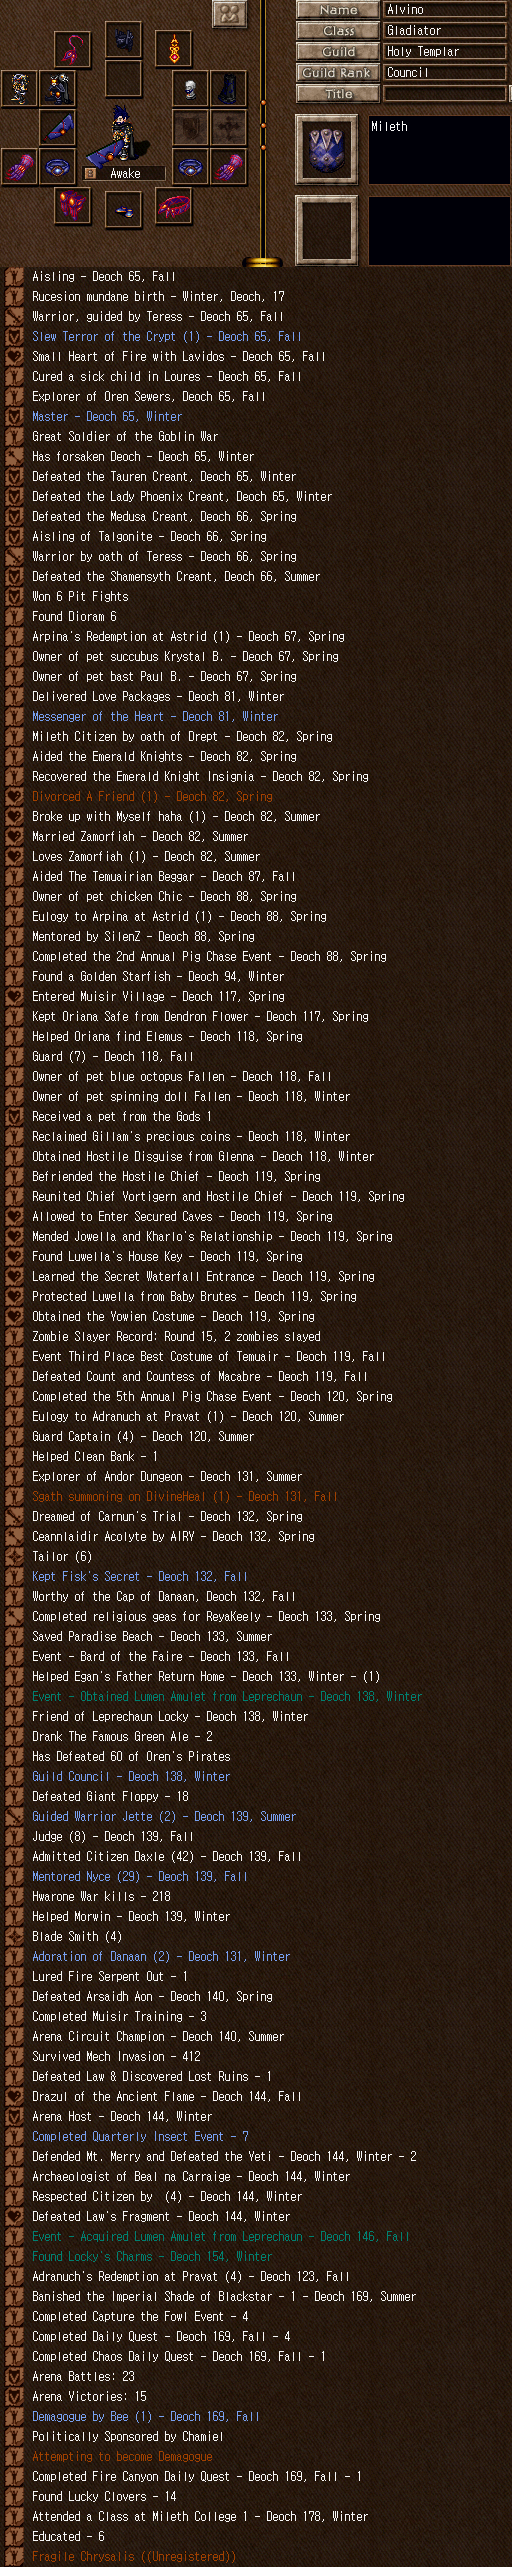 Name Alvino
Class Gladiator
Guild Holy Templar
Guild Rank Council
Title
Awake
Mileth
Aisling - Deoch 65, Fall
Rucesion mundane birth - Winter, Deoch, 17
Warrior, guided by Teress - Deoch 65, Fall
Slew Terror of the Crypt (1) - Deoch 65, Fall
Small Heart of Fire with Lavidos - Deoch 65, Fall
Cured a sick child in Loures - Deoch 65, Fall
Explorer of Oren Sewers, Deoch 65, Fall
Master - Deoch 65, Winter
Great Soldier of the Goblin War
Has forsaken Deoch - Deoch 65, Winter
Defeated the Tauren Creant, Deoch 65, Winter
Defeated the Lady Phoenix Creant, Deoch 65, Winter
Defeated the Medusa Creant, Deoch 66, Spring
Aisling of Talgonite - Deoch 66, Spring
Warrior by oath of Teress - Deoch 66, Spring
Defeated the Shamensyth Creant, Deoch 66, Summer
Won 6 Pit Fights
Found Dioram 6
Arpina's Redemption at Astrid (1) - Deoch 67, Spring
Owner of pet succubus Krystal B. - Deoch 67, Spring
Owner of pet bast Paul B. - Deoch 67, Spring
Delivered Love Packages - Deoch 81, Winter
Messenger of the Heart - Deoch 81, Winter
Mileth Citizen by oath of Drept - Deoch 82, Spring
Aided the Emerald Knights - Deoch 82, Spring
Recovered the Emerald Knight Insignia - Deoch 82, Spring
Divorced A Friend (1) - Deoch 82, Spring
Broke up with Myself haha (1) - Deoch 82, Summer
Married Zamorfiah - Deoch 82, Summer
Loves Zamorfiah (1) - Deoch 82, Summer
Aided The Temuairian Beggar - Deoch 87, Fall
Owner of pet chicken Chic - Deoch 88, Spring
Eulogy to Arpina at Astrid (1) - Deoch 88, Spring
Mentored by SilenZ - Deoch 88, Spring
Completed the 2nd Annual Pig Chase Event - Deoch 88, Spring
Found a Golden Starfish - Deoch 94, Winter
Entered Muisir Village - Deoch 117, Spring
Kept Oriana Safe from Dendron Flower - Deoch 117, Spring
Helped Oriana find Elemus - Deoch 118, Spring
Guard (7) - Deoch 118, Fall
Owner of pet blue octopus Fallen - Deoch 118, Fall
Owner of pet spinning doll Fallen - Deoch 118, Winter
Received a pet from the Gods 1
Reclaimed Gillam's precious coins - Deoch 118, Winter
Obtained Hostile Disguise from Glenna - Deoch 118, Winter
Befriended the Hostile Chief - Deoch 119, Spring
Reunited Chief Vortigern and Hostile Chief - Deoch 119, Spring
Allowed to Enter Secured Caves - Deoch 119, Spring
Mended Jowella and Kharlo's Relationship - Deoch 119, Spring
Found Luwella's House Key - Deoch 119, Spring
Learned the Secret Waterfall Entrance - Deoch 119, Spring
Protected Luwella from Baby Brutes - Deoch 119, Spring
Obtained the Yowien Costume - Deoch 119, Spring
Zombie Slayer Record: Round 15, 2 zombies slayed
Event Third Place Best Costume of Temuair - Deoch 119, Fall
Defeated Count and Countess of Macabre - Deoch 119, Fall
Completed the 5th Annual Pig Chase Event - Deoch 120, Spring
Eulogy to Adranuch at Pravat (1) - Deoch 120, Summer
Guard Captain (4) - Deoch 120, Summer
Helped Clean Bank - 1
Explorer of Andor Dungeon - Deoch 131, Summer
Sgath summoning on DivineHeal (1) - Deoch 131, Fall
Dreamed of Carnun's Trial - Deoch 132, Spring
Ceannlaidir Acolyte by AIRY - Deoch 132, Spring
Tailor (6)
Kept Fisk's Secret - Deoch 132, Fall
Worthy of the Cap of Danaan, Deoch 132, Fall
Completed religious geas for ReyaKeely - Deoch 133, Spring
Saved Paradise Beach - Deoch 133, Summer
Event - Bard of the Faire - Deoch 133, Fall
Helped Egan's Father Return Home - Deoch 133, Winter - (1)
Event - Obtained Lumen Amulet from Leprechaun - Deoch 138, Winter
Friend of Leprechaun Locky - Deoch 138, Winter
Drank The Famous Green Ale - 2
Has Defeated 60 of Oren's Pirates
Guild Council - Deoch 138, Winter
Defeated Giant Floppy - 18
Guided Warrior Jette (2) - Deoch 139, Summer
Judge (8) - Deoch 139, Fall
Admitted Citizen Daxle (42) - Deoch 139, Fall
Mentored Nyce (29) - Deoch 139, Fall
Hwarone War kills - 218
Helped Morwin - Deoch 139, Winter
Blade Smith (4)
Adoration of Danaan (2) - Deoch 131, Winter
Lured Fire Serpent Out - 1
Defeated Arsaidh Aon - Deoch 140, Spring
Completed Muisir Training - 3
Arena Circuit Champion - Deoch 140, Summer
Survived Mech Invasion - 412
Defeated Law & Discovered Lost Ruins - 1
Drazul of the Ancient Flame - Deoch 144, Fall
Arena Host - Deoch 144, Winter
Completed Quarterly Insect Event - 7
Defended Mt. Merry and Defeated the Yeti - Deoch 144, Winter - 2
Archaeologist of Beal na Carraige - Deoch 144, Winter
Respected Citizen by (4) - Deoch 144, Winter
Defeated Law's Fragment - Deoch 144, Winter
Event - Acquired Lumen Amulet from Leprechaun - Deoch 146, Fall
Found Locky's Charms - Deoch 154, Winter
Adranuch's Redemption at Pravat (4) - Deoch 123, Fall
Banished the Imperial Shade of Blackstar - 1 - Deoch 169, Summer
Completed Capture the Fowl Event - 4
Completed Daily Quest - Deoch 169, Fall - 4
Completed Chaos Daily Quest - Deoch 169, Fall - 1
Arena Battles: 23
Arena Victories: 15
Demagogue by Bee (1) - Deoch 169, Fall
Politically Sponsored by Chamiel
Attempting to become Demagogue
Completed Fire Canyon Daily Quest - Deoch 169, Fall - 1
Found Lucky Clovers - 14
Attended a Class at Mileth College 1 - Deoch 178, Winter
Educated - 6
Fragile Chrysalis ((Unregistered))